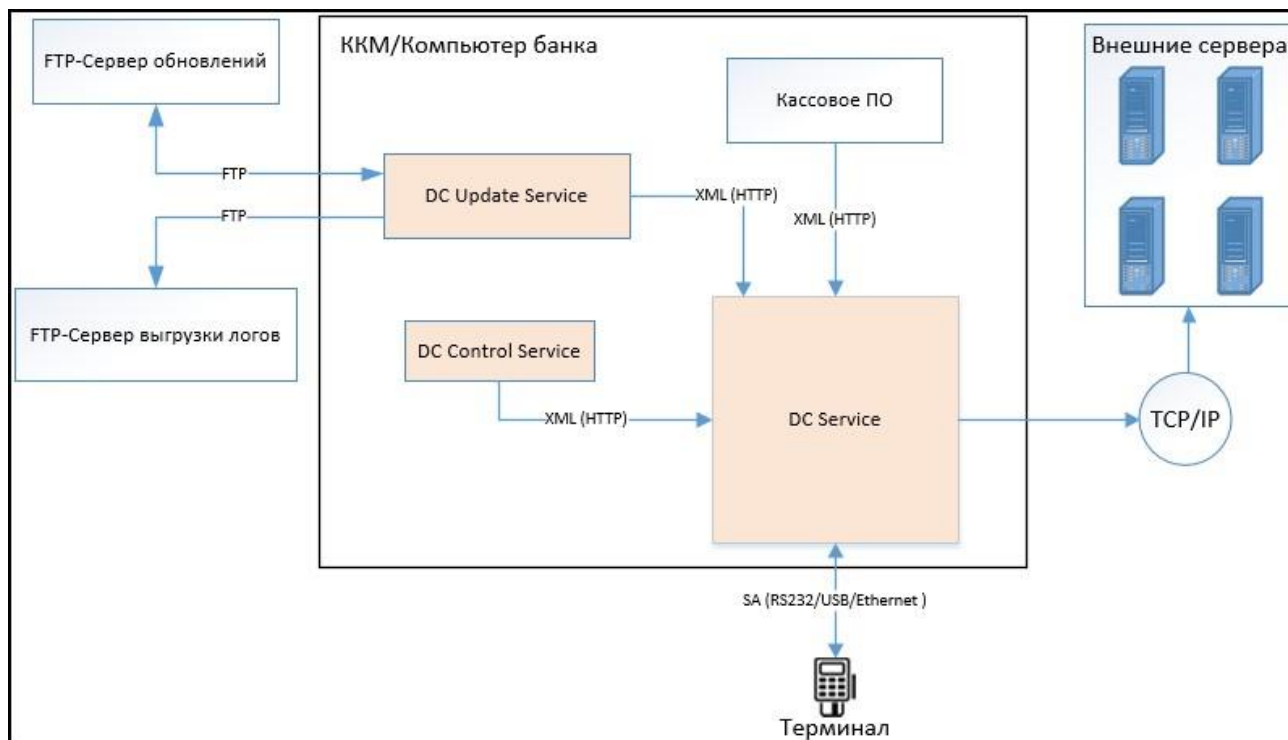 ККМ/Компьютер банка
Внешние сервера
FTP-Сервер обновлений
Кассовое ПО
FTP
DC Update Service
XML (HTTP)
FTP
XML (HTTP)
FTP-Сервер выгрузки логов
DC Control Service
XML (HTTP)
DC Service
TCP/IP
SA (RS232/USB/Ethernet )
Терминал